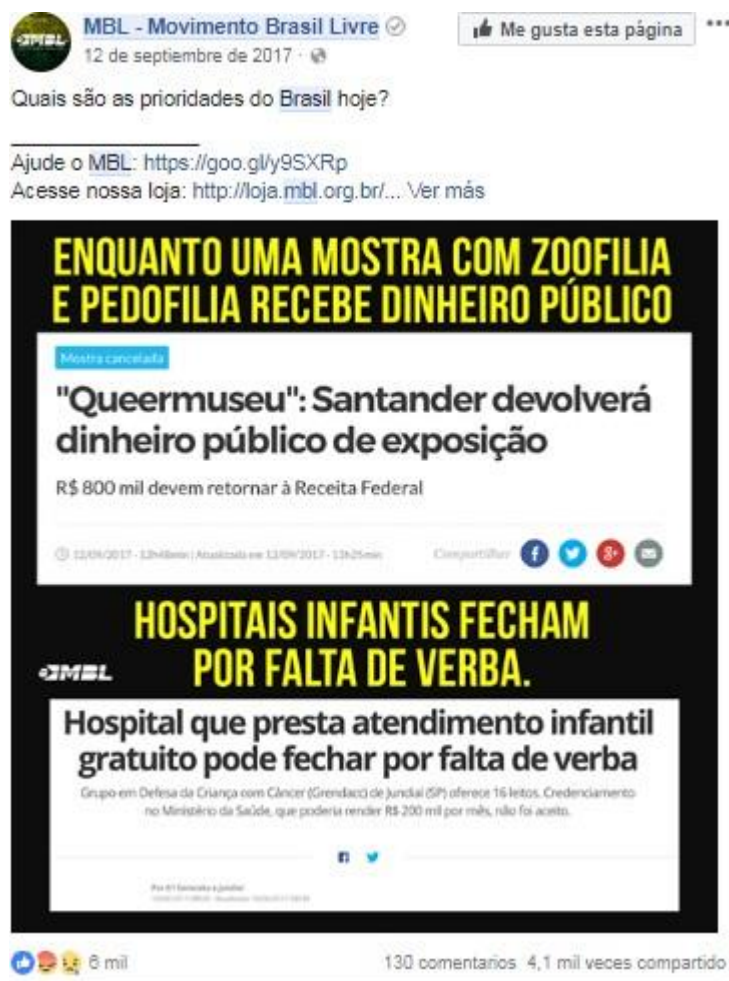 MBL - Movimento Brasil Livre
Me gusta esta página
12 de septiembre de 2017
Quais são as prioridades do Brasil hoje?
Ajude o MBL: https://goo.gl/y9SXRp
Acesse nossa loja: http://loja.mbl.org.br/... Ver más
ENQUANTO UMA MOSTRA COM ZOOFILIA
E PEDOFILIA RECEBE DINHEIRO PÚBLICO
Mostra cancelada
"Queermuseu": Santander devolverá
dinheiro público de exposição
R$ 800 mil devem retornar à Receita Federal
Compartilhar
HOSPITAIS INFANTIS FECHAM
MBL
POR FALTA DE VERBA.
Hospital que presta atendimento infantil
gratuito pode fechar por falta de verba
Grupo em Defesa da Criança com Câncer (Grendacc) de Jundiaí (SP) oferece 16 leitos. Credenciamento
no Ministério da Saúde, que poderia render R$ 200 mil por mês, não foi aceito.
6 mil
130 comentarios 4,1 mil veces compartido